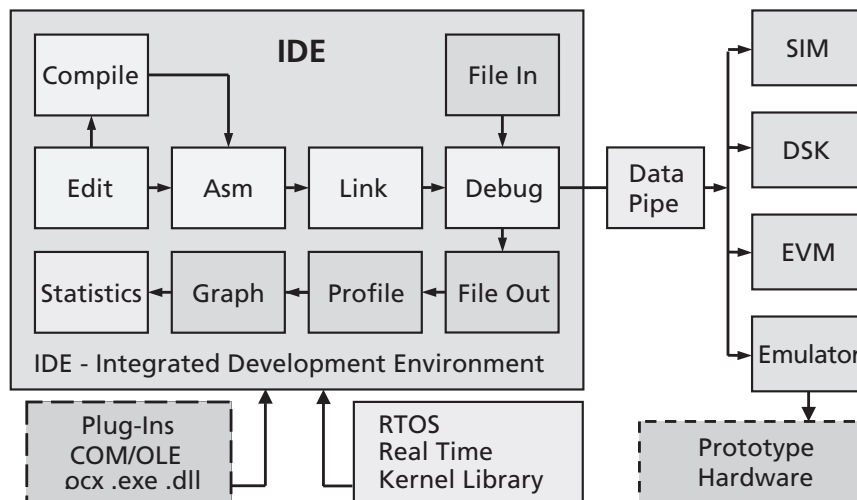 IDE
Compile
File In
Edit
Asm
Link
Debug
Statistics
Graph
Profile
File Out
IDE - Integrated Development Environment
Plug-Ins
COM/OLE
ocx .exe .dll
RTOS
Real Time
Kernel Library
Data
Pipe
SIM
DSK
EVM
Emulator
Prototype
Hardware